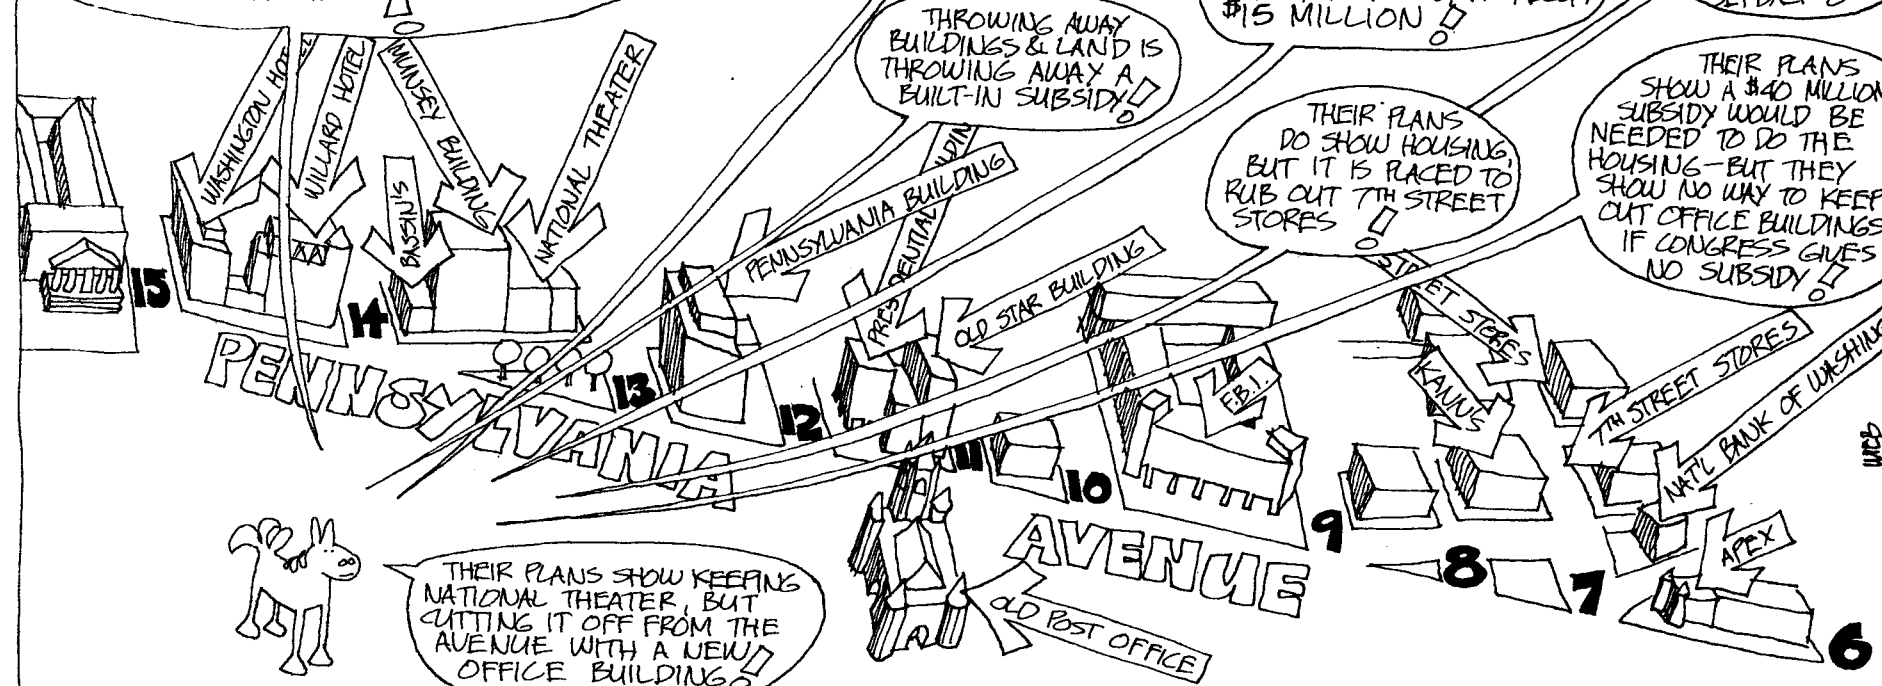 $15 MILLION!
THROWING AWAY
BUILDINGS & LAND IS
THROWING AWAY A
BUILT-IN SUBSIDY!
THEIR PLANS
SHOW A $40 MILLION
SUBSIDY WOULD BE
NEEDED TO DO THE
HOUSING—BUT THEY
SHOW NO WAY TO KEEP
OUT OFFICE BUILDINGS
IF CONGRESS GIVES
NO SUBSIDY!
THEIR PLANS
DO SHOW HOUSING,
BUT IT IS PLACED TO
RUB OUT 7TH STREET
STORES!
WASHINGTON HOTEL
WILLARD HOTEL
MUNSEY BUILDING
BASSIN'S
NATIONAL THEATER
PENNSYLVANIA BUILDING
PRESIDENTIAL BUILDING
OLD STAR BUILDING
F.B.I.
STREET STORES
KANN'S
7TH STREET STORES
NAT'L BANK OF WASHING
APEX
OLD POST OFFICE
15
14
13
12
11
10
9
8
7
6
PENNSYLVANIA
AVENUE
THEIR PLANS SHOW KEEPING
NATIONAL THEATER, BUT
CUTTING IT OFF FROM THE
AVENUE WITH A NEW
OFFICE BUILDING!